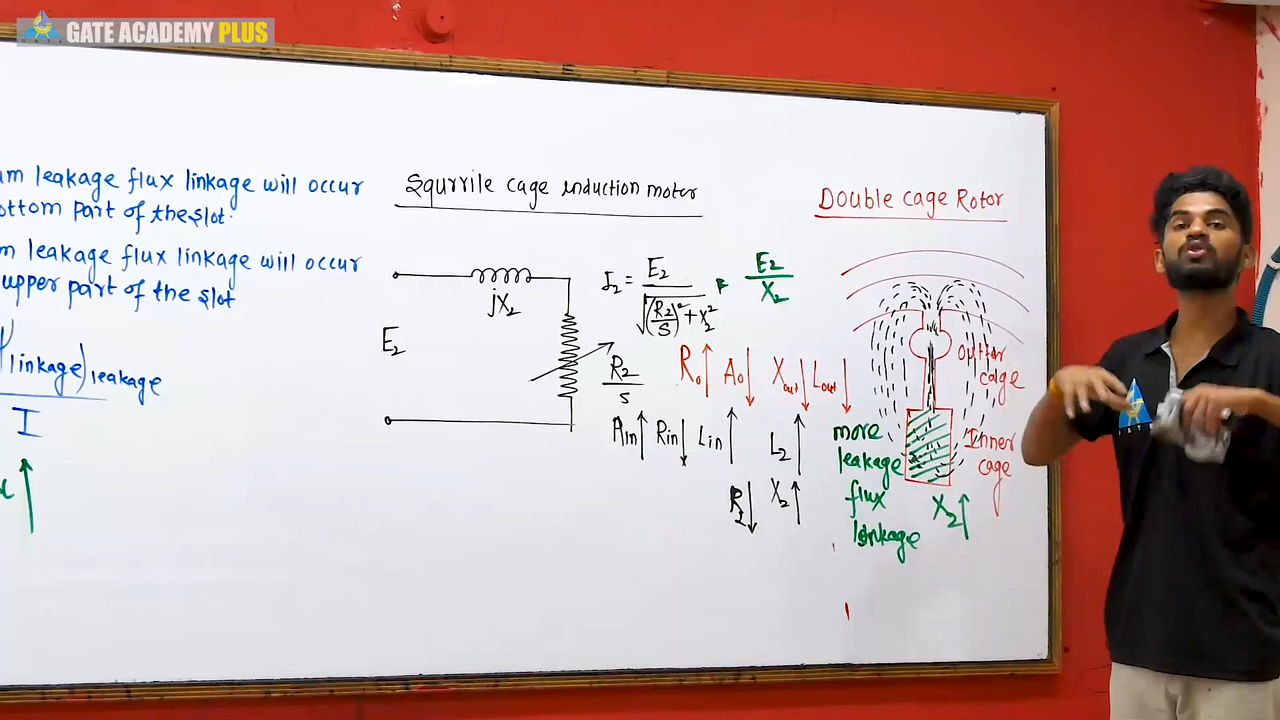 GATE ACADEMY PLUS
um leakage flux linkage will occur
ottom part of the slot.
m leakage flux linkage will occur
upper part of the slot
linkage) leakage
I
Squrrile cage induction motor
jX2
E2
R2/s
I2 = E2 / √((R2/s)² + X2²)
E2/X2
R0↑ A0↓ Xout↓ Lout↓
Ain↑ Rin↓ Lin↑ L2↑
R2↓ X2↑
Double cage Rotor
Outter cage
Inner cage
more
leakage
flux
linkage
X2↑
GATE